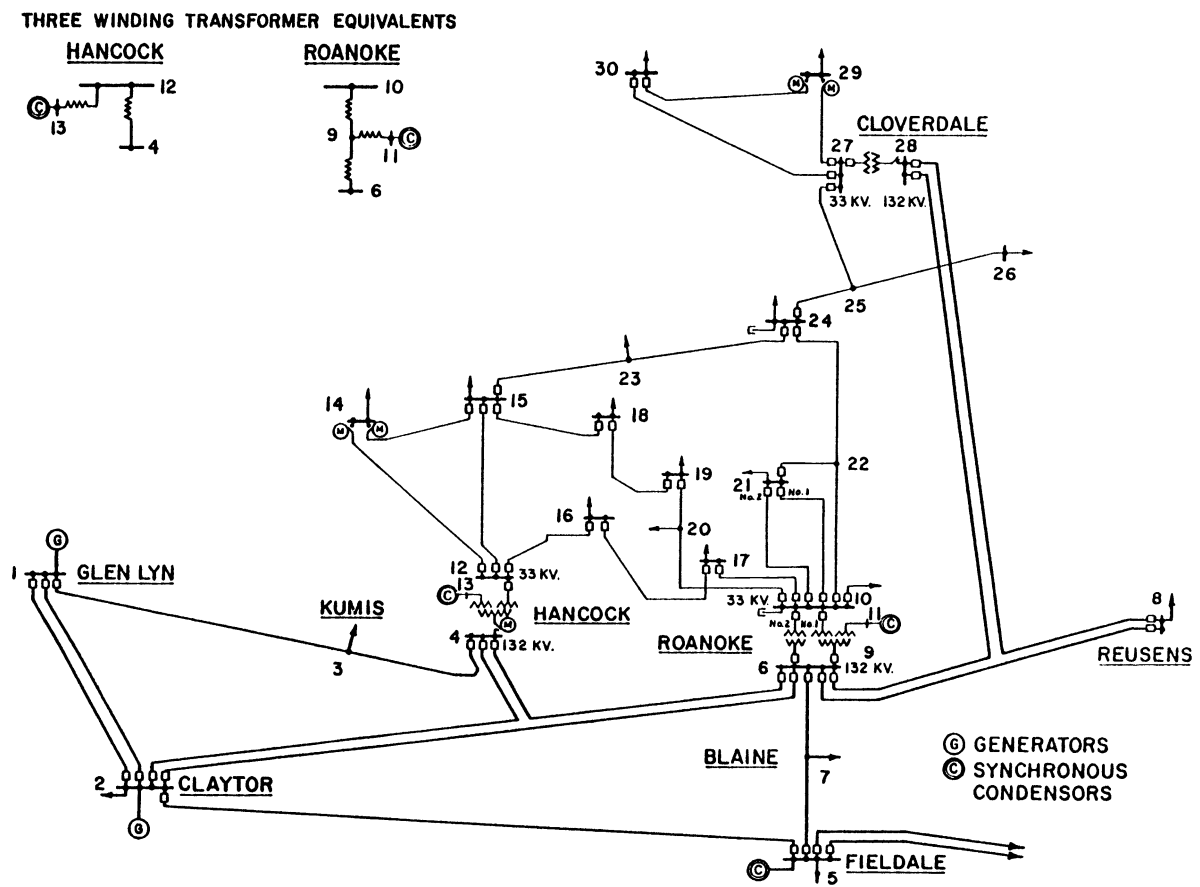 THREE WINDING TRANSFORMER EQUIVALENTS
HANCOCK
ROANOKE
12
C
13
4
10
9
C
11
6
30
29
M
M
CLOVERDALE
27
28
33 KV.
132 KV.
26
25
24
23
15
14
M
M
18
22
19
21
No. 2
No. 1
16
20
17
G
1
GLEN LYN
12
33 KV.
13
C
HANCOCK
M
4
132 KV.
KUMIS
3
33 KV.
10
No. 2
No. 1
11
C
ROANOKE
9
6
132 KV.
8
REUSENS
BLAINE
7
2
CLAYTOR
G
G GENERATORS
C SYNCHRONOUS
CONDENSORS
C
5
FIELDALE